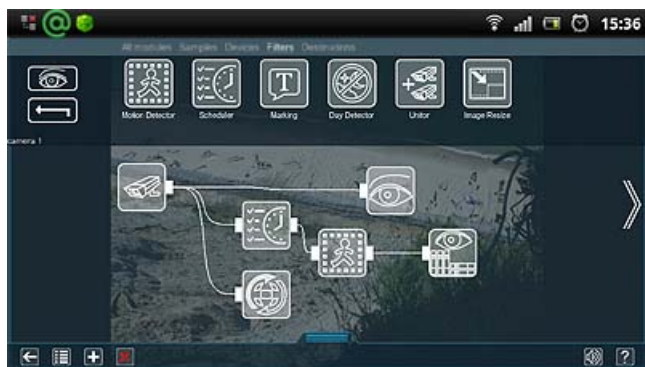 @ 15:36
All modules Samples Devices Filters Destinations
Motion Detector Scheduler Marking Day Detector Unitor Image Resize
camera 1
T
?